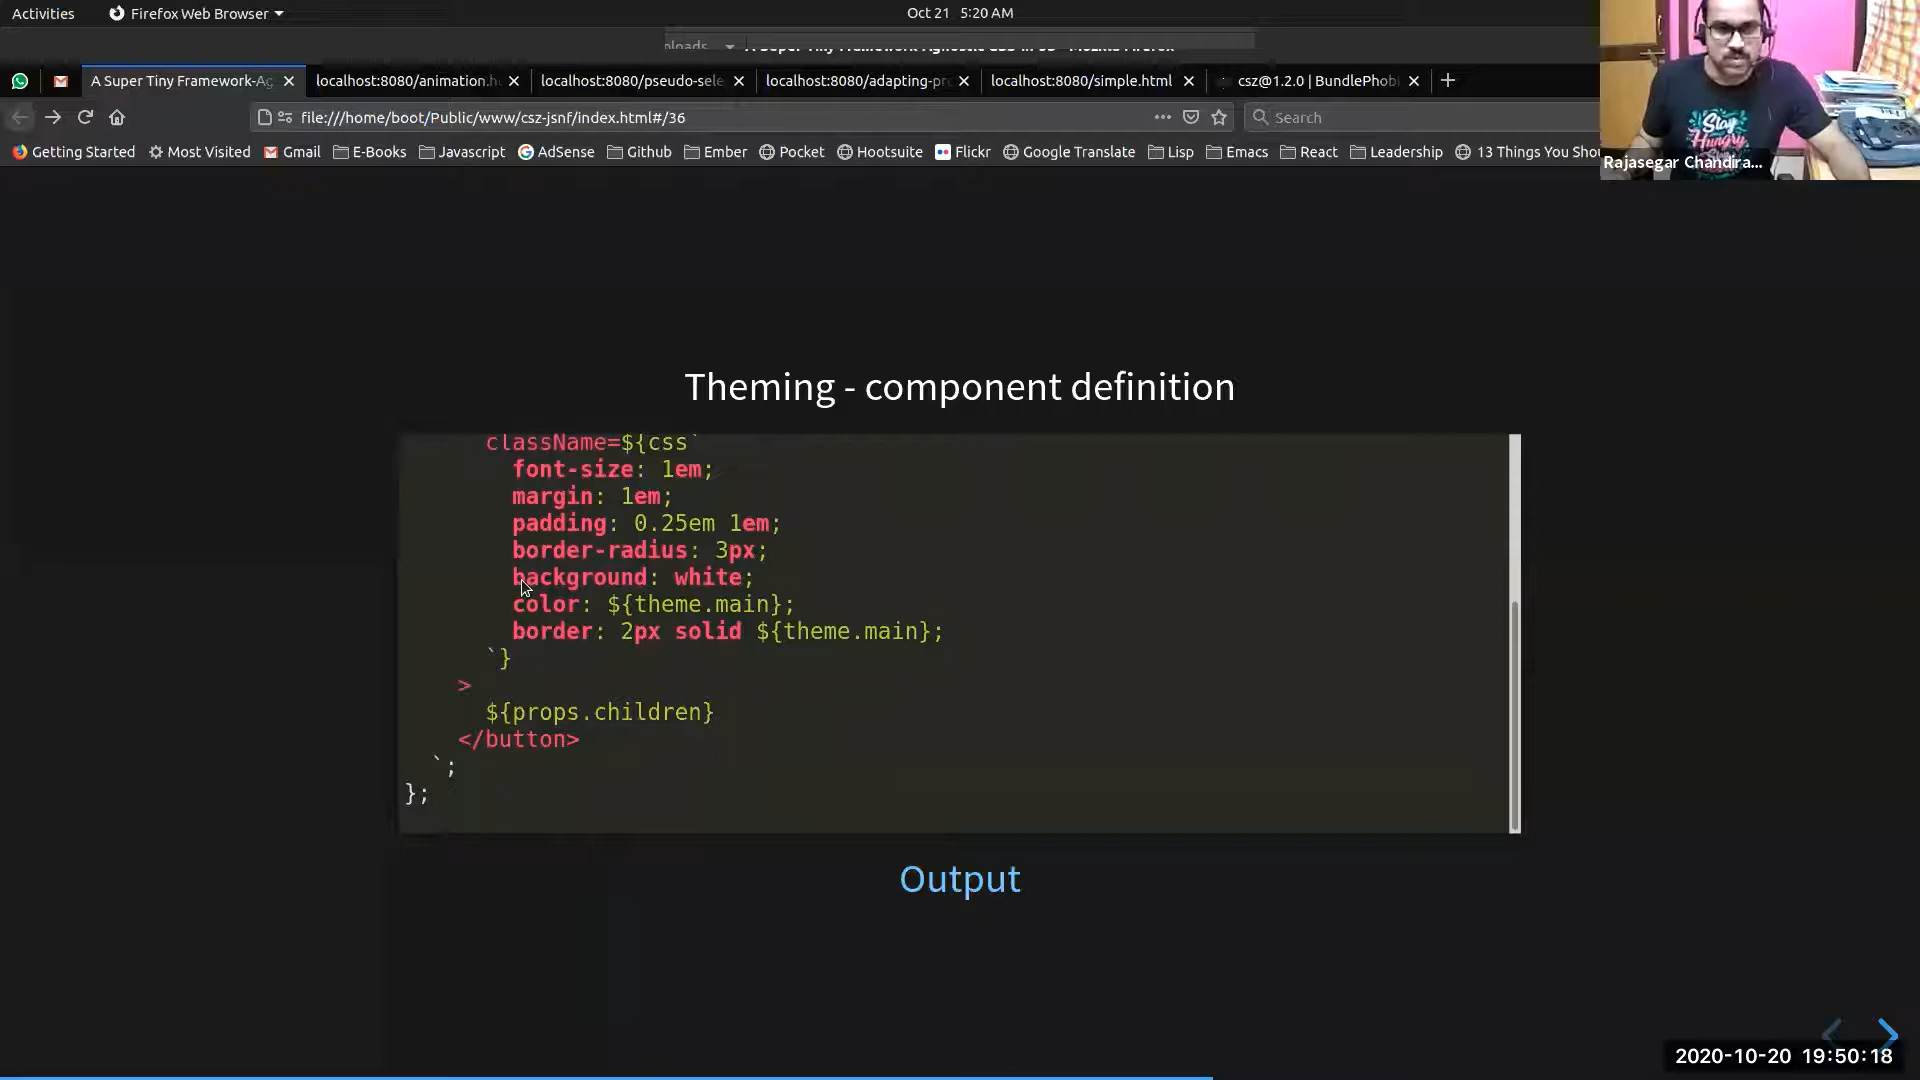 Activities Firefox Web Browser Oct 21 5:20 AM
A Super Tiny Framework-Ag localhost:8080/animation.h localhost:8080/pseudo-sele localhost:8080/adapting-pr localhost:8080/simple.html csz@1.2.0 | BundlePhobi
file:///home/boot/Public/www/csz-jsnf/index.html#/36 Search
Getting Started Most Visited Gmail E-Books Javascript AdSense Github Ember Pocket Hootsuite Flickr Google Translate Lisp Emacs React Leadership 13 Things You Shou
Stay
Hungry
Rajasegar Chandira...
Theming - component definition
className=${css`
font-size: 1em;
margin: 1em;
padding: 0.25em 1em;
border-radius: 3px;
background: white;
color: ${theme.main};
border: 2px solid ${theme.main};
`}
>
${props.children}
</button>
`;
};
Output
2020-10-20 19:50:18